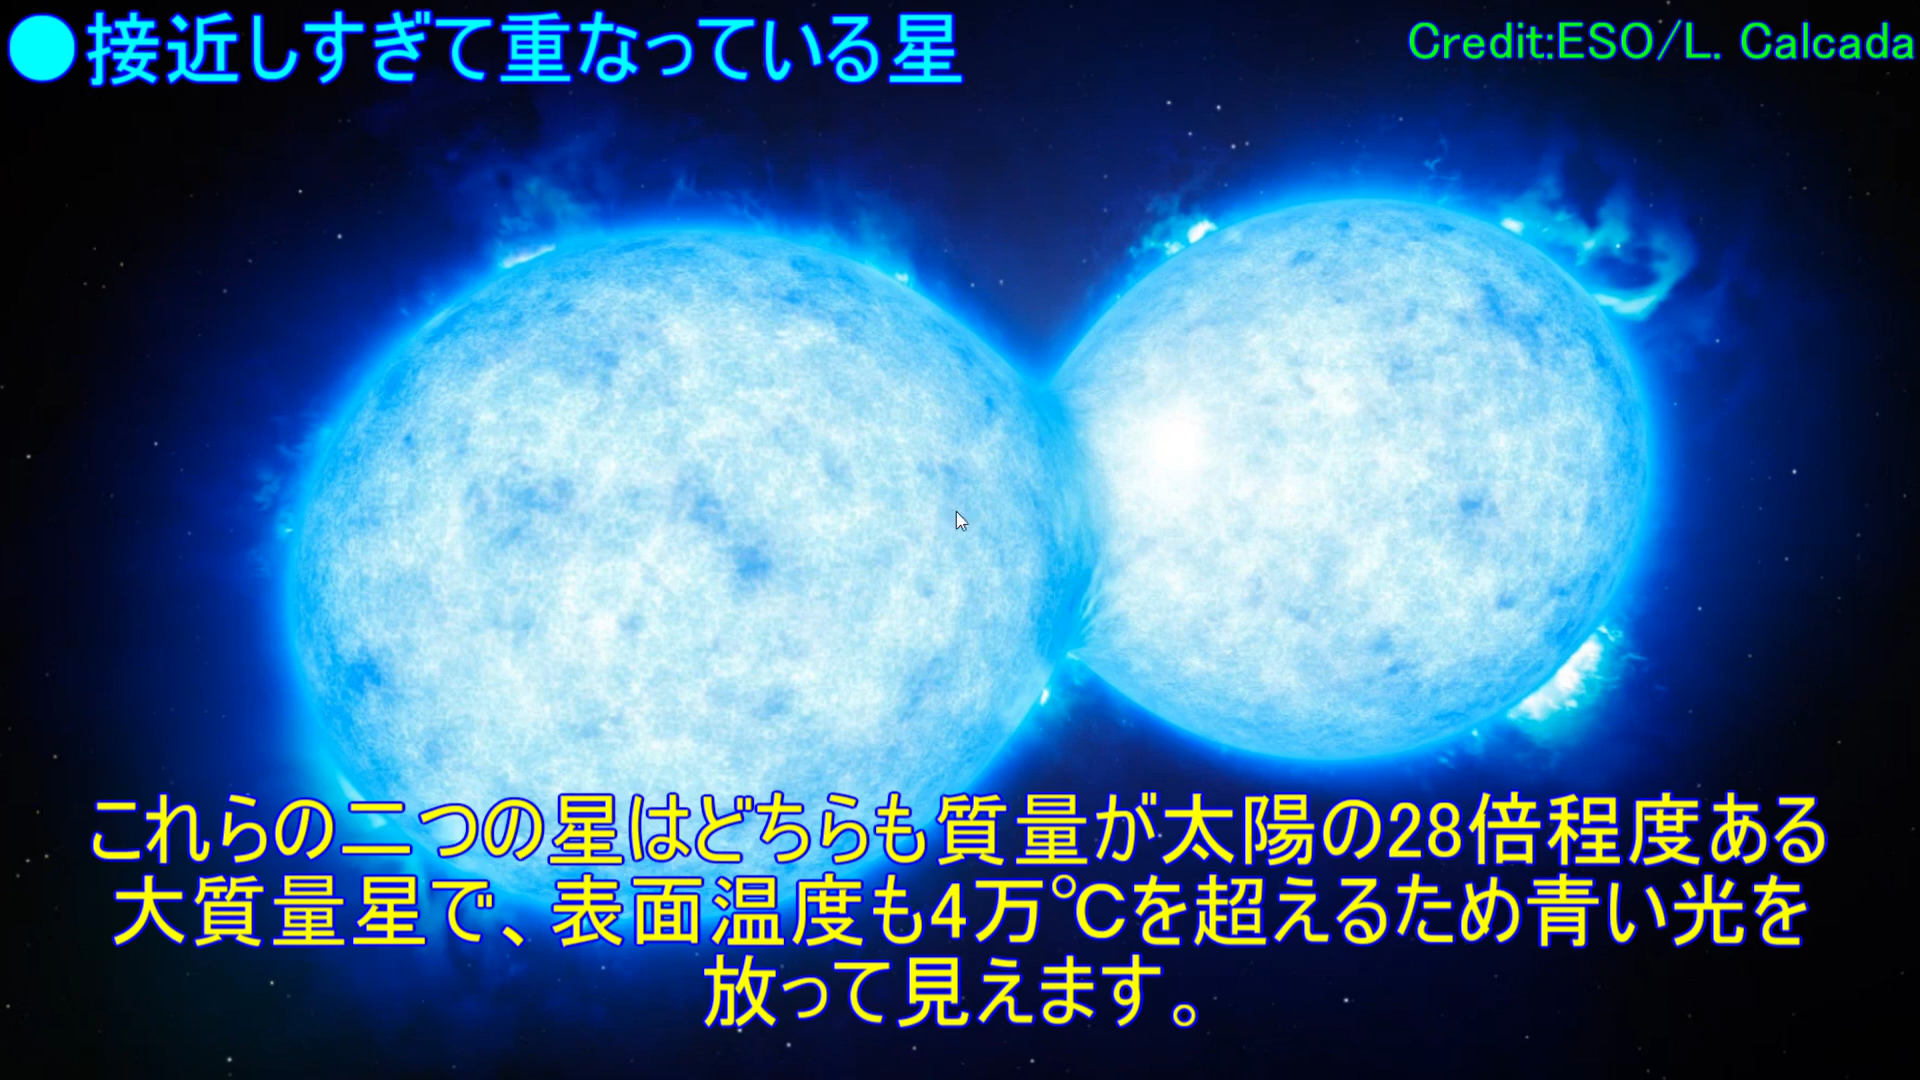 ●接近しすぎて重なっている星
Credit:ESO/L. Calcada
これらの二つの星はどちらも質量が太陽の28倍程度ある
大質量星で、表面温度も4万℃を超えるため青い光を
放って見えます。